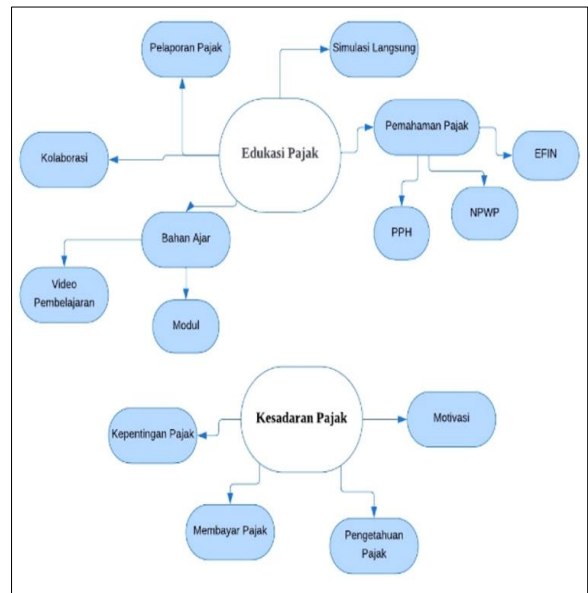 Pelaporan Pajak
Simulasi Langsung
Edukasi Pajak
Pemahaman Pajak
Kolaborasi
EFIN
NPWP
PPH
Bahan Ajar
Video
Pembelajaran
Modul
Kesadaran Pajak
Motivasi
Kepentingan Pajak
Membayar Pajak
Pengetahuan
Pajak